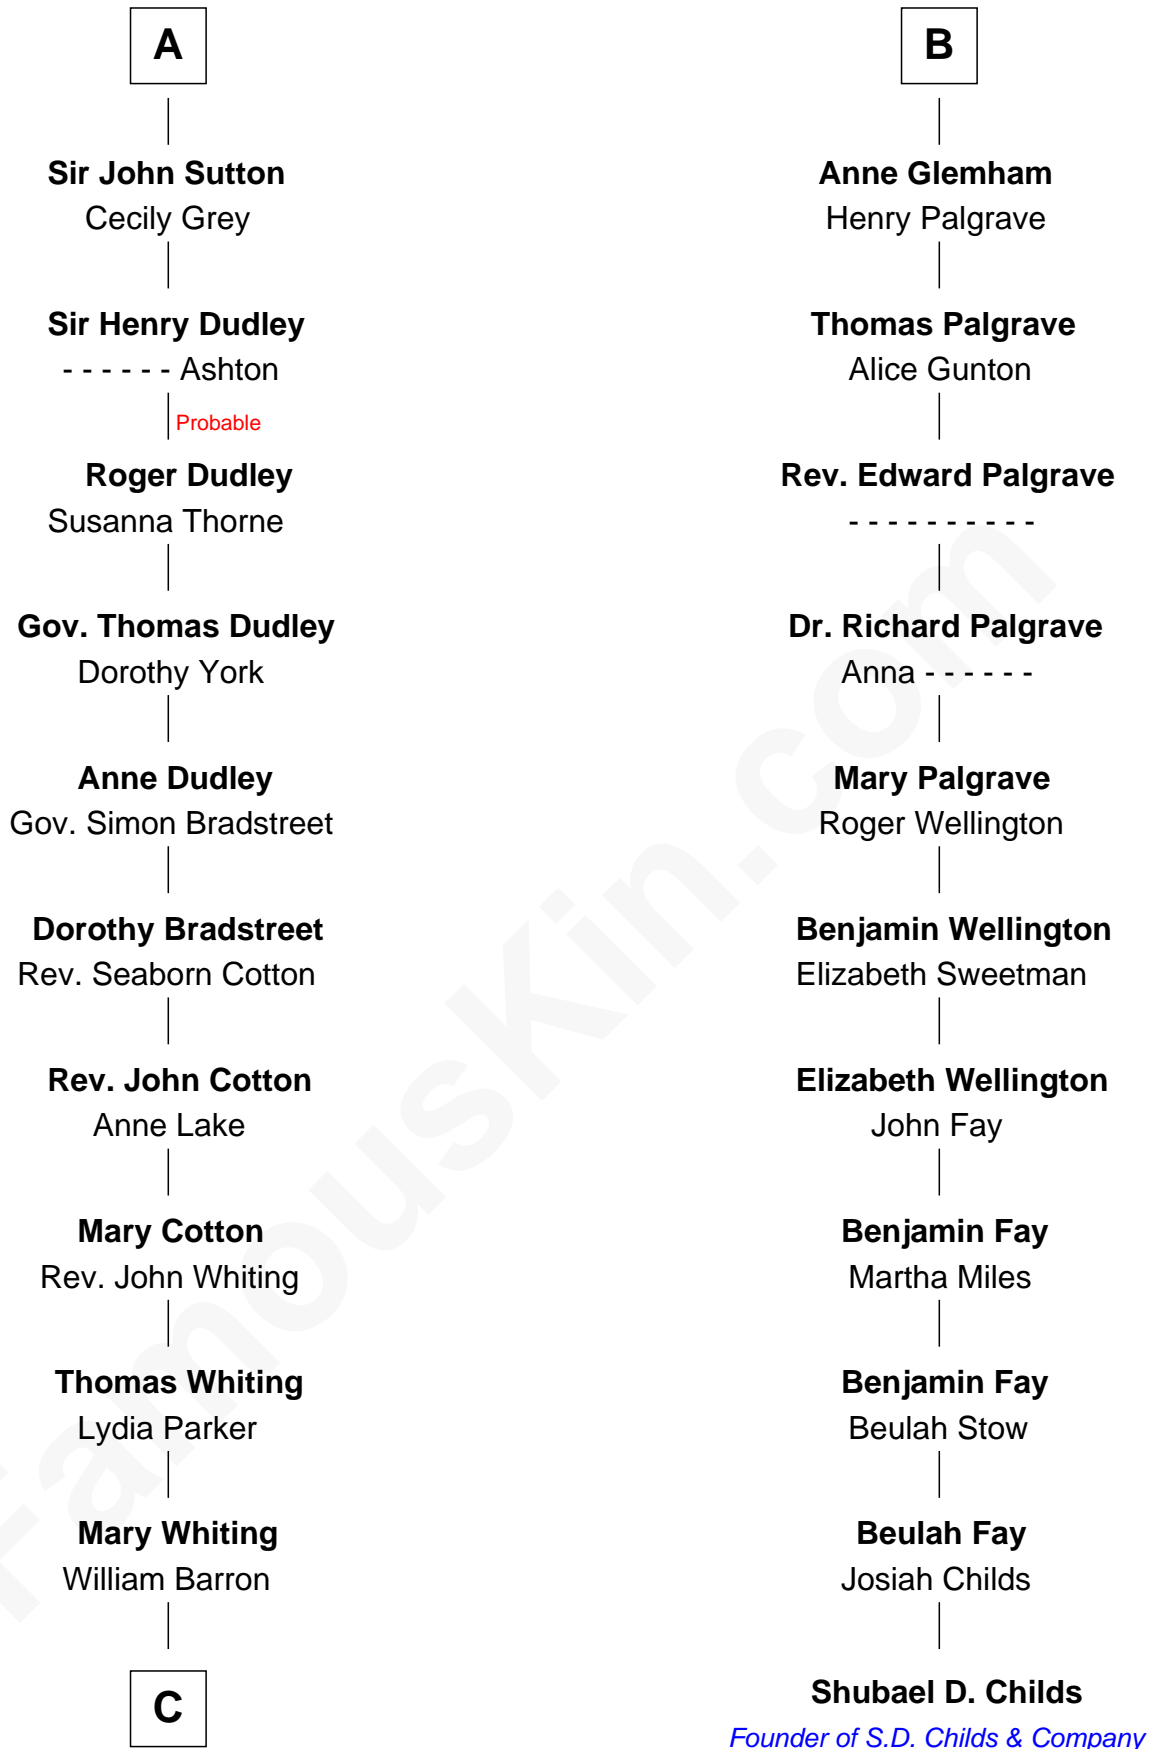 A
Sir John Sutton
Cecily Grey
Sir Henry Dudley
- - - - - - Ashton
Probable
Roger Dudley
Susanna Thorne
Gov. Thomas Dudley
Dorothy York
Anne Dudley
Gov. Simon Bradstreet
Dorothy Bradstreet
Rev. Seaborn Cotton
Rev. John Cotton
Anne Lake
Mary Cotton
Rev. John Whiting
Thomas Whiting
Lydia Parker
Mary Whiting
William Barron
C
B
Anne Glemham
Henry Palgrave
Thomas Palgrave
Alice Gunton
Rev. Edward Palgrave
- - - - - - - - - -
Dr. Richard Palgrave
Anna - - - - - -
Mary Palgrave
Roger Wellington
Benjamin Wellington
Elizabeth Sweetman
Elizabeth Wellington
John Fay
Benjamin Fay
Martha Miles
Benjamin Fay
Beulah Stow
Beulah Fay
Josiah Childs
Shubael D. Childs
Founder of S.D. Childs & Company
FamousKin.com